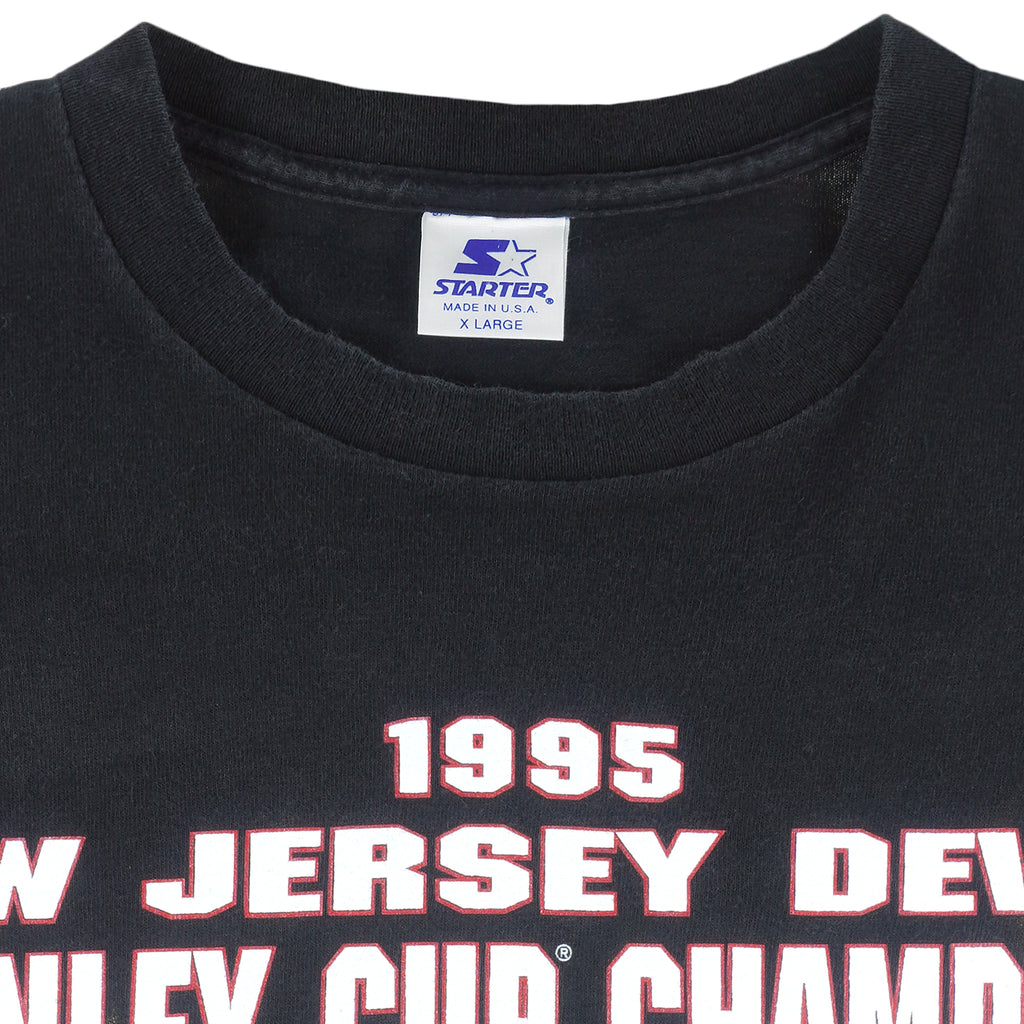 STARTER®
MADE IN U.S.A.
X LARGE
1995
W JERSEY DEV
NLEY CUP® CHAMP